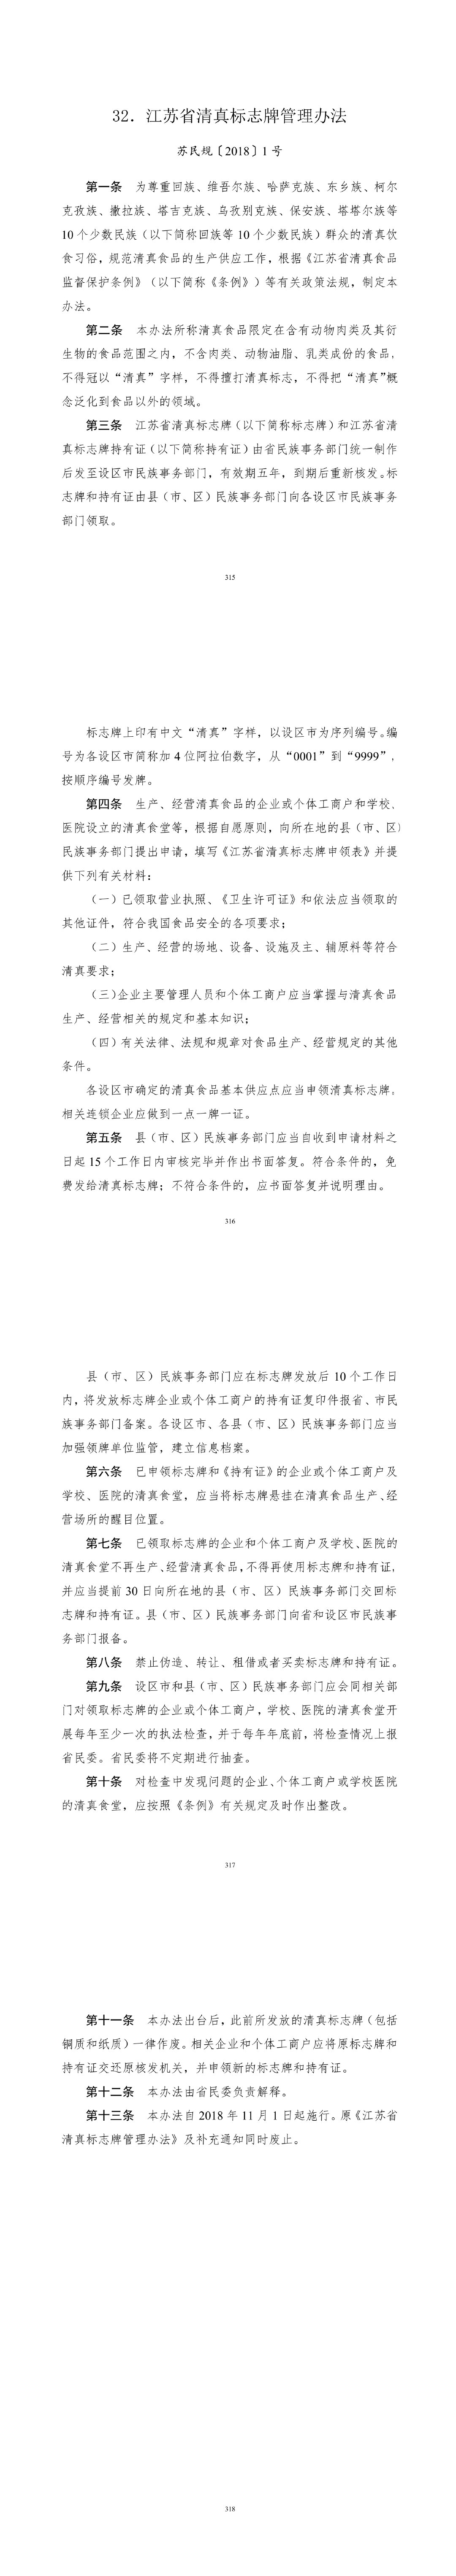 32．江苏省清真标志牌管理办法
苏民规〔2018〕1 号
第一条　为尊重回族、维吾尔族、哈萨克族、东乡族、柯尔
克孜族、撒拉族、塔吉克族、乌孜别克族、保安族、塔塔尔族等
10 个少数民族（以下简称回族等 10 个少数民族）群众的清真饮
食习俗，规范清真食品的生产供应工作，根据《江苏省清真食品
监督保护条例》（以下简称《条例》）等有关政策法规，制定本
办法。
第二条　本办法所称清真食品限定在含有动物肉类及其衍
生物的食品范围之内，不含肉类、动物油脂、乳类成份的食品，
不得冠以“清真”字样，不得擅打清真标志，不得把“清真”概
念泛化到食品以外的领域。
第三条　江苏省清真标志牌（以下简称标志牌）和江苏省清
真标志牌持有证（以下简称持有证）由省民族事务部门统一制作
后发至设区市民族事务部门，有效期五年，到期后重新核发。标
志牌和持有证由县（市、区）民族事务部门向各设区市民族事务
部门领取。
315
标志牌上印有中文“清真”字样，以设区市为序列编号。编
号为各设区市简称加 4 位阿拉伯数字，从“0001”到“9999”，
按顺序编号发牌。
第四条　生产、经营清真食品的企业或个体工商户和学校、
医院设立的清真食堂等，根据自愿原则，向所在地的县（市、区）
民族事务部门提出申请，填写《江苏省清真标志牌申领表》并提
供下列有关材料：
（一）已领取营业执照、《卫生许可证》和依法应当领取的
其他证件，符合我国食品安全的各项要求；
（二）生产、经营的场地、设备、设施及主、辅原料等符合
清真要求；
（三）企业主要管理人员和个体工商户应当掌握与清真食品
生产、经营相关的规定和基本知识；
（四）有关法律、法规和规章对食品生产、经营规定的其他
条件。
各设区市确定的清真食品基本供应点应当申领清真标志牌。
相关连锁企业应做到一点一牌一证。
第五条　县（市、区）民族事务部门应当自收到申请材料之
日起 15 个工作日内审核完毕并作出书面答复。符合条件的，免
费发给清真标志牌；不符合条件的，应书面答复并说明理由。
316
县（市、区）民族事务部门应在标志牌发放后 10 个工作日
内，将发放标志牌企业或个体工商户的持有证复印件报省、市民
族事务部门备案。各设区市、各县（市、区）民族事务部门应当
加强领牌单位监管，建立信息档案。
第六条　已申领标志牌和《持有证》的企业或个体工商户及
学校、医院的清真食堂，应当将标志牌悬挂在清真食品生产、经
营场所的醒目位置。
第七条　已领取标志牌的企业和个体工商户及学校、医院的
清真食堂不再生产、经营清真食品，不得再使用标志牌和持有证，
并应当提前 30 日向所在地的县（市、区）民族事务部门交回标
志牌和持有证。县（市、区）民族事务部门向省和设区市民族事
务部门报备。
第八条　禁止伪造、转让、租借或者买卖标志牌和持有证。
第九条　设区市和县（市、区）民族事务部门应会同相关部
门对领取标志牌的企业或个体工商户，学校、医院的清真食堂开
展每年至少一次的执法检查，并于每年年底前，将检查情况上报
省民委。省民委将不定期进行抽查。
第十条　对检查中发现问题的企业、个体工商户或学校医院
的清真食堂，应按照《条例》有关规定及时作出整改。
317
第十一条　本办法出台后，此前所发放的清真标志牌（包括
铜质和纸质）一律作废。相关企业和个体工商户应将原标志牌和
持有证交还原核发机关，并申领新的标志牌和持有证。
第十二条　本办法由省民委负责解释。
第十三条　本办法自 2018 年 11 月 1 日起施行。原《江苏省
清真标志牌管理办法》及补充通知同时废止。
318